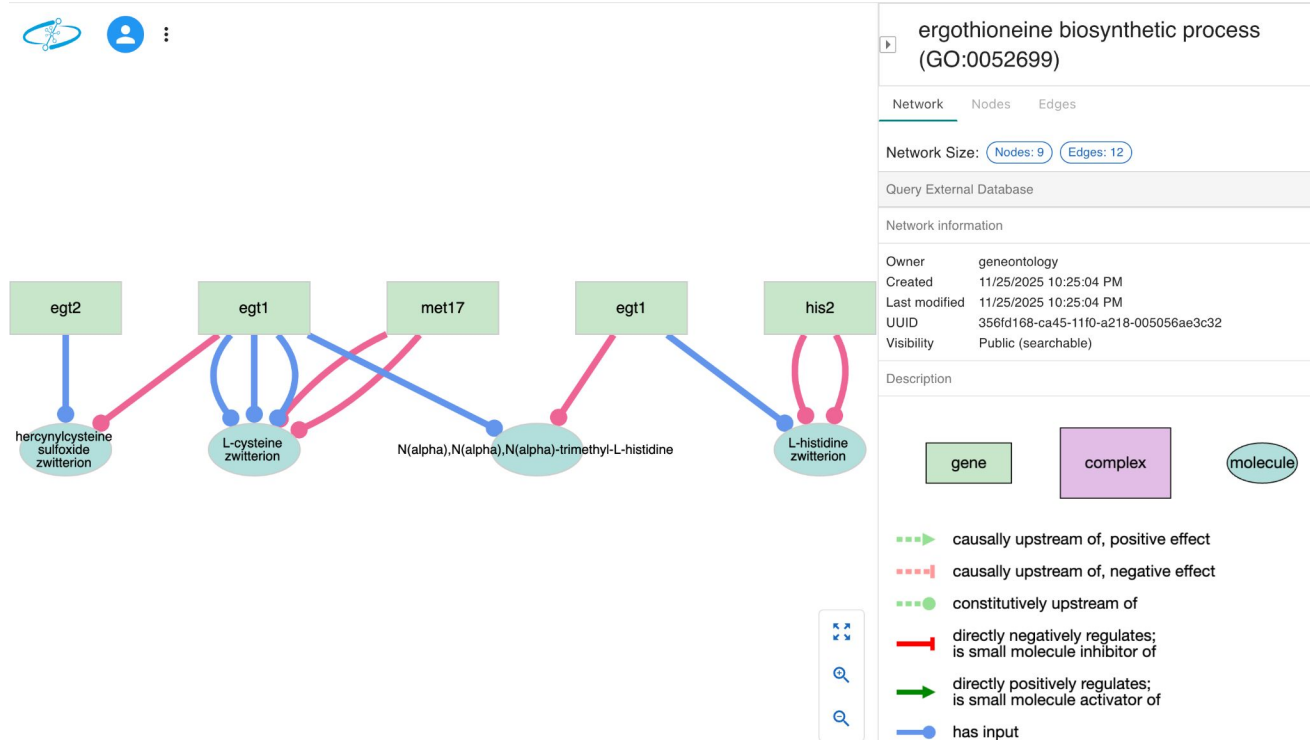 ergothioneine biosynthetic process
(GO:0052699)
Network Nodes Edges
Network Size: Nodes: 9 Edges: 12
Query External Database
Network information
Owner geneontology
Created 11/25/2025 10:25:04 PM
Last modified 11/25/2025 10:25:04 PM
UUID 356fd168-ca45-11f0-a218-005056ae3c32
Visibility Public (searchable)
Description
egt2
egt1
met17
egt1
his2
hercynylcysteine
sulfoxide
zwitterion
L-cysteine
zwitterion
N(alpha),N(alpha),N(alpha)-trimethyl-L-histidine
L-histidine
zwitterion
gene
complex
molecule
causally upstream of, positive effect
causally upstream of, negative effect
constitutively upstream of
directly negatively regulates;
is small molecule inhibitor of
directly positively regulates;
is small molecule activator of
has input